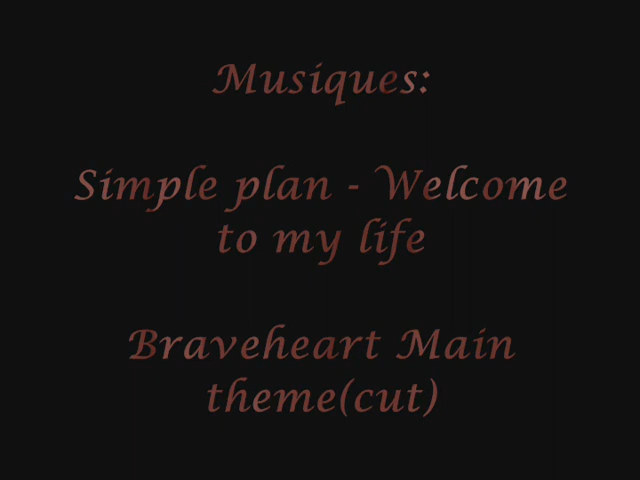 Musiques:
Simple plan - Welcome
to my life
Braveheart Main
theme(cut)